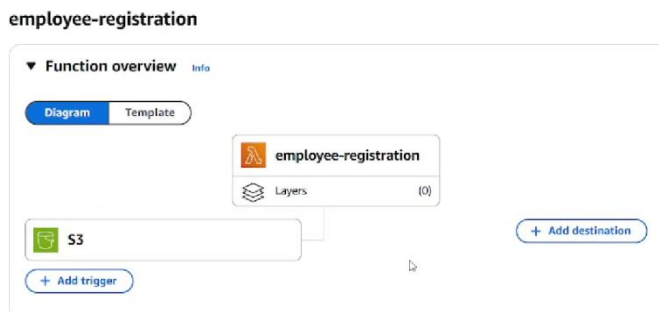 employee-registration
Function overview Info
Diagram Template
employee-registration
Layers (0)
S3
+ Add destination
+ Add trigger